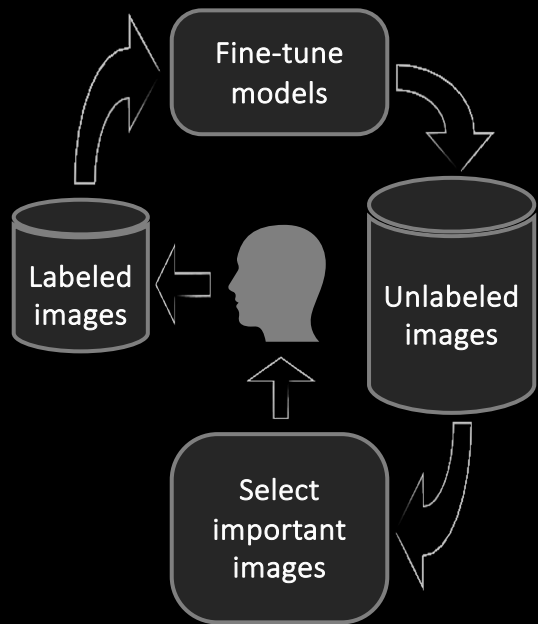 Fine-tune
models
Labeled
images
Unlabeled
images
Select
important
images